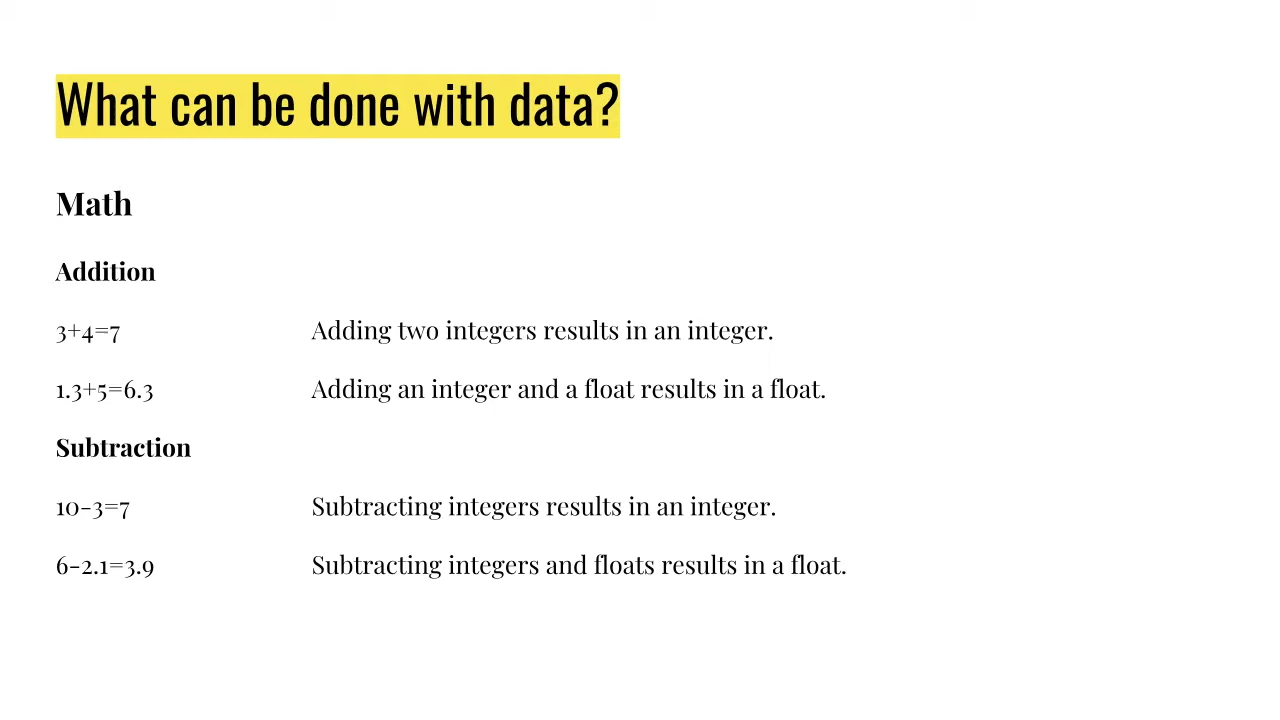 What can be done with data?
Math
Addition
3+4=7 Adding two integers results in an integer.
1.3+5=6.3 Adding an integer and a float results in a float.
Subtraction
10-3=7 Subtracting integers results in an integer.
6-2.1=3.9 Subtracting integers and floats results in a float.